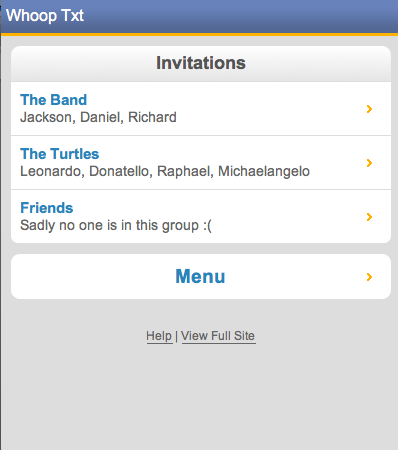 Whoop Txt
Invitations
The Band
Jackson, Daniel, Richard
The Turtles
Leonardo, Donatello, Raphael, Michaelangelo
Friends
Sadly no one is in this group :(
Menu
Help | View Full Site